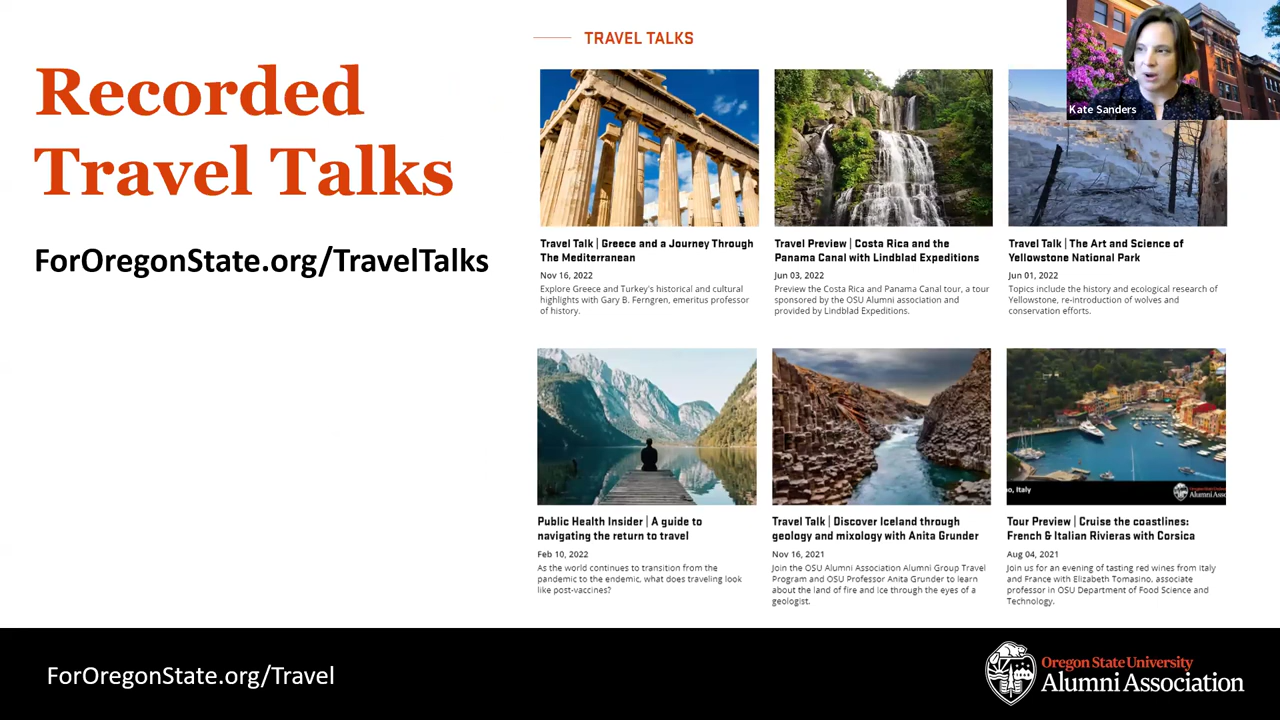 Recorded
Travel Talks
ForOregonState.org/TravelTalks
TRAVEL TALKS
Kate Sanders
Travel Talk | Greece and a Journey Through
The Mediterranean
Nov 16, 2022
Explore Greece and Turkey's historical and cultural
highlights with Gary B. Ferngren, emeritus professor
of history.
Travel Preview | Costa Rica and the
Panama Canal with Lindblad Expeditions
Jun 03, 2022
Preview the Costa Rica and Panama Canal tour, a tour
sponsored by the OSU Alumni association and
provided by Lindblad Expeditions.
Travel Talk | The Art and Science of
Yellowstone National Park
Jun 01, 2022
Topics include the history and ecological research of
Yellowstone, re-introduction of wolves and
conservation efforts.
Public Health Insider | A guide to
navigating the return to travel
Feb 10, 2022
As the world continues to transition from the
pandemic to the endemic, what does traveling look
like post-vaccines?
Travel Talk | Discover Iceland through
geology and mixology with Anita Grunder
Nov 16, 2021
Join the OSU Alumni Association Alumni Group Travel
Program and OSU Professor Anita Grunder to learn
about the land of fire and ice through the eyes of a
geologist.
o, Italy
Alumni Assoc
Tour Preview | Cruise the coastlines:
French & Italian Rivieras with Corsica
Aug 04, 2021
Join us for an evening of tasting red wines from Italy
and France with Elizabeth Tomasino, associate
professor in OSU Department of Food Science and
Technology.
ForOregonState.org/Travel
Oregon State University
Alumni Association